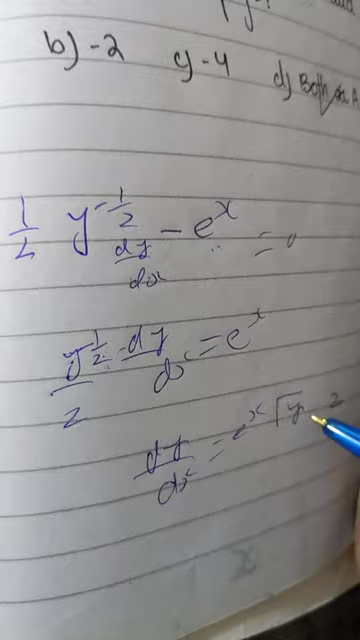 b) -2 c) -4 d) Both
1/2 y^-1/2 dy/dx - e^x = 0
y^1/2/2 dy/dx = e^x
dy/dx = e^x √y 2